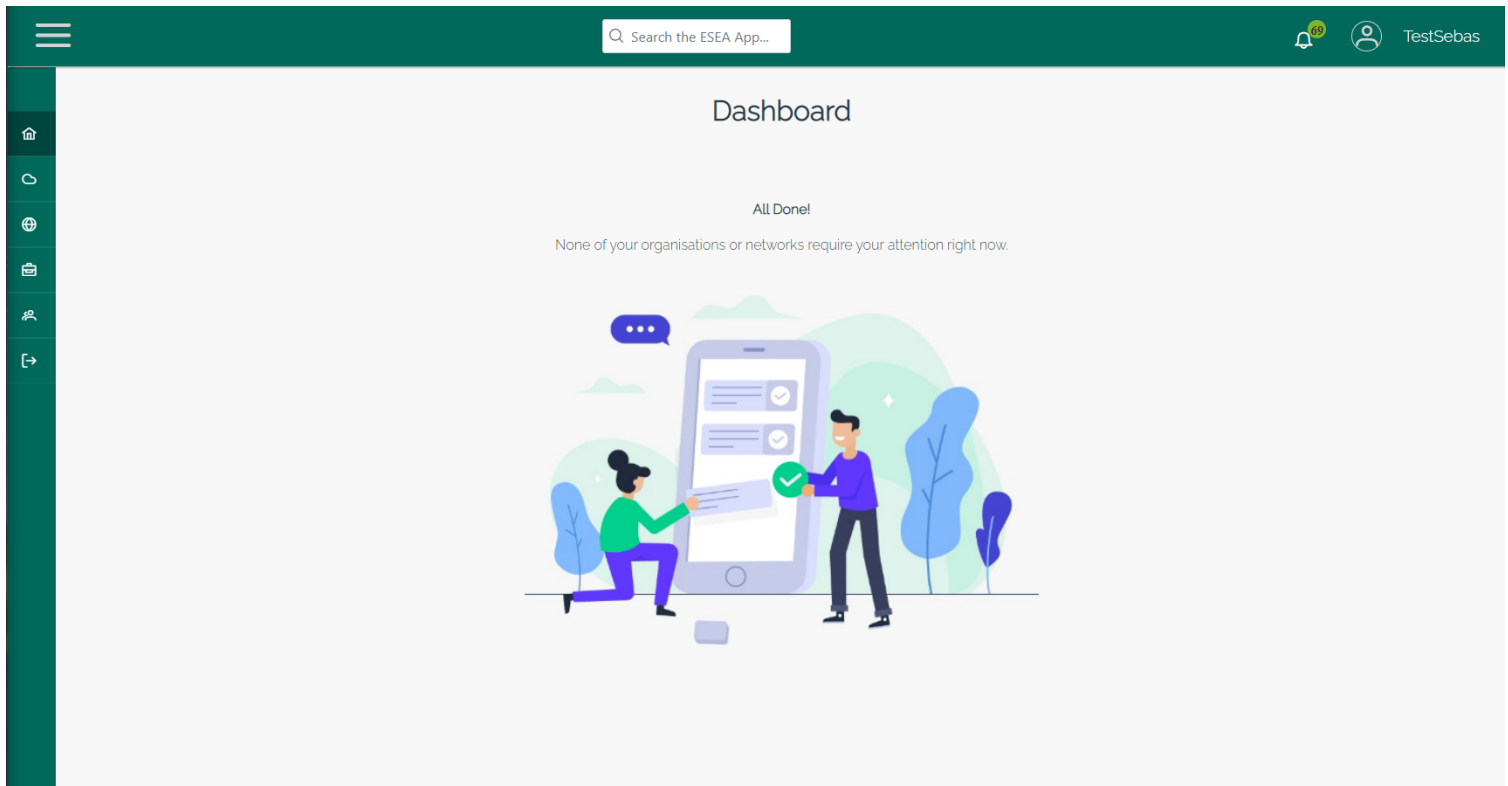 Search the ESEA App...
69
TestSebas
Dashboard
All Done!
None of your organisations or networks require your attention right now.